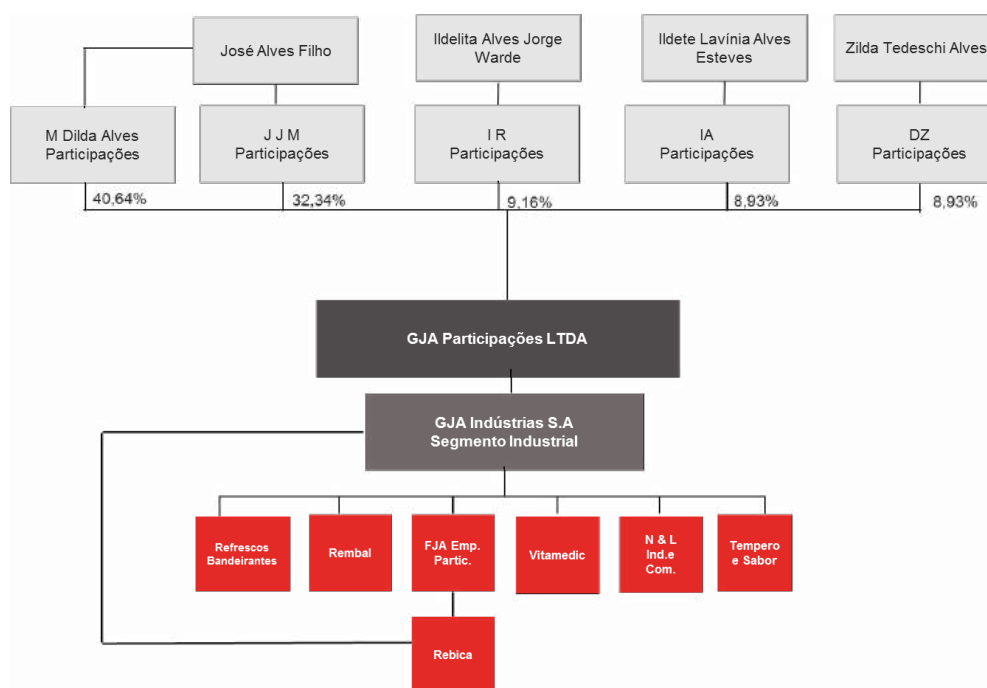 José Alves Filho
Ildelita Alves Jorge
Warde
Ildete Lavínia Alves
Esteves
Zilda Tedeschi Alves
M Dilda Alves
Participações
J J M
Participações
I R
Participações
IA
Participações
DZ
Participações
40,64%
32,34%
9,16%
8,93%
8,93%
GJA Participações LTDA
GJA Indústrias S.A
Segmento Industrial
Refrescos
Bandeirantes
Rembal
FJA Emp.
Partic.
Vitamedic
N & L
Ind.e
Com.
Tempero
e Sabor
Rebica